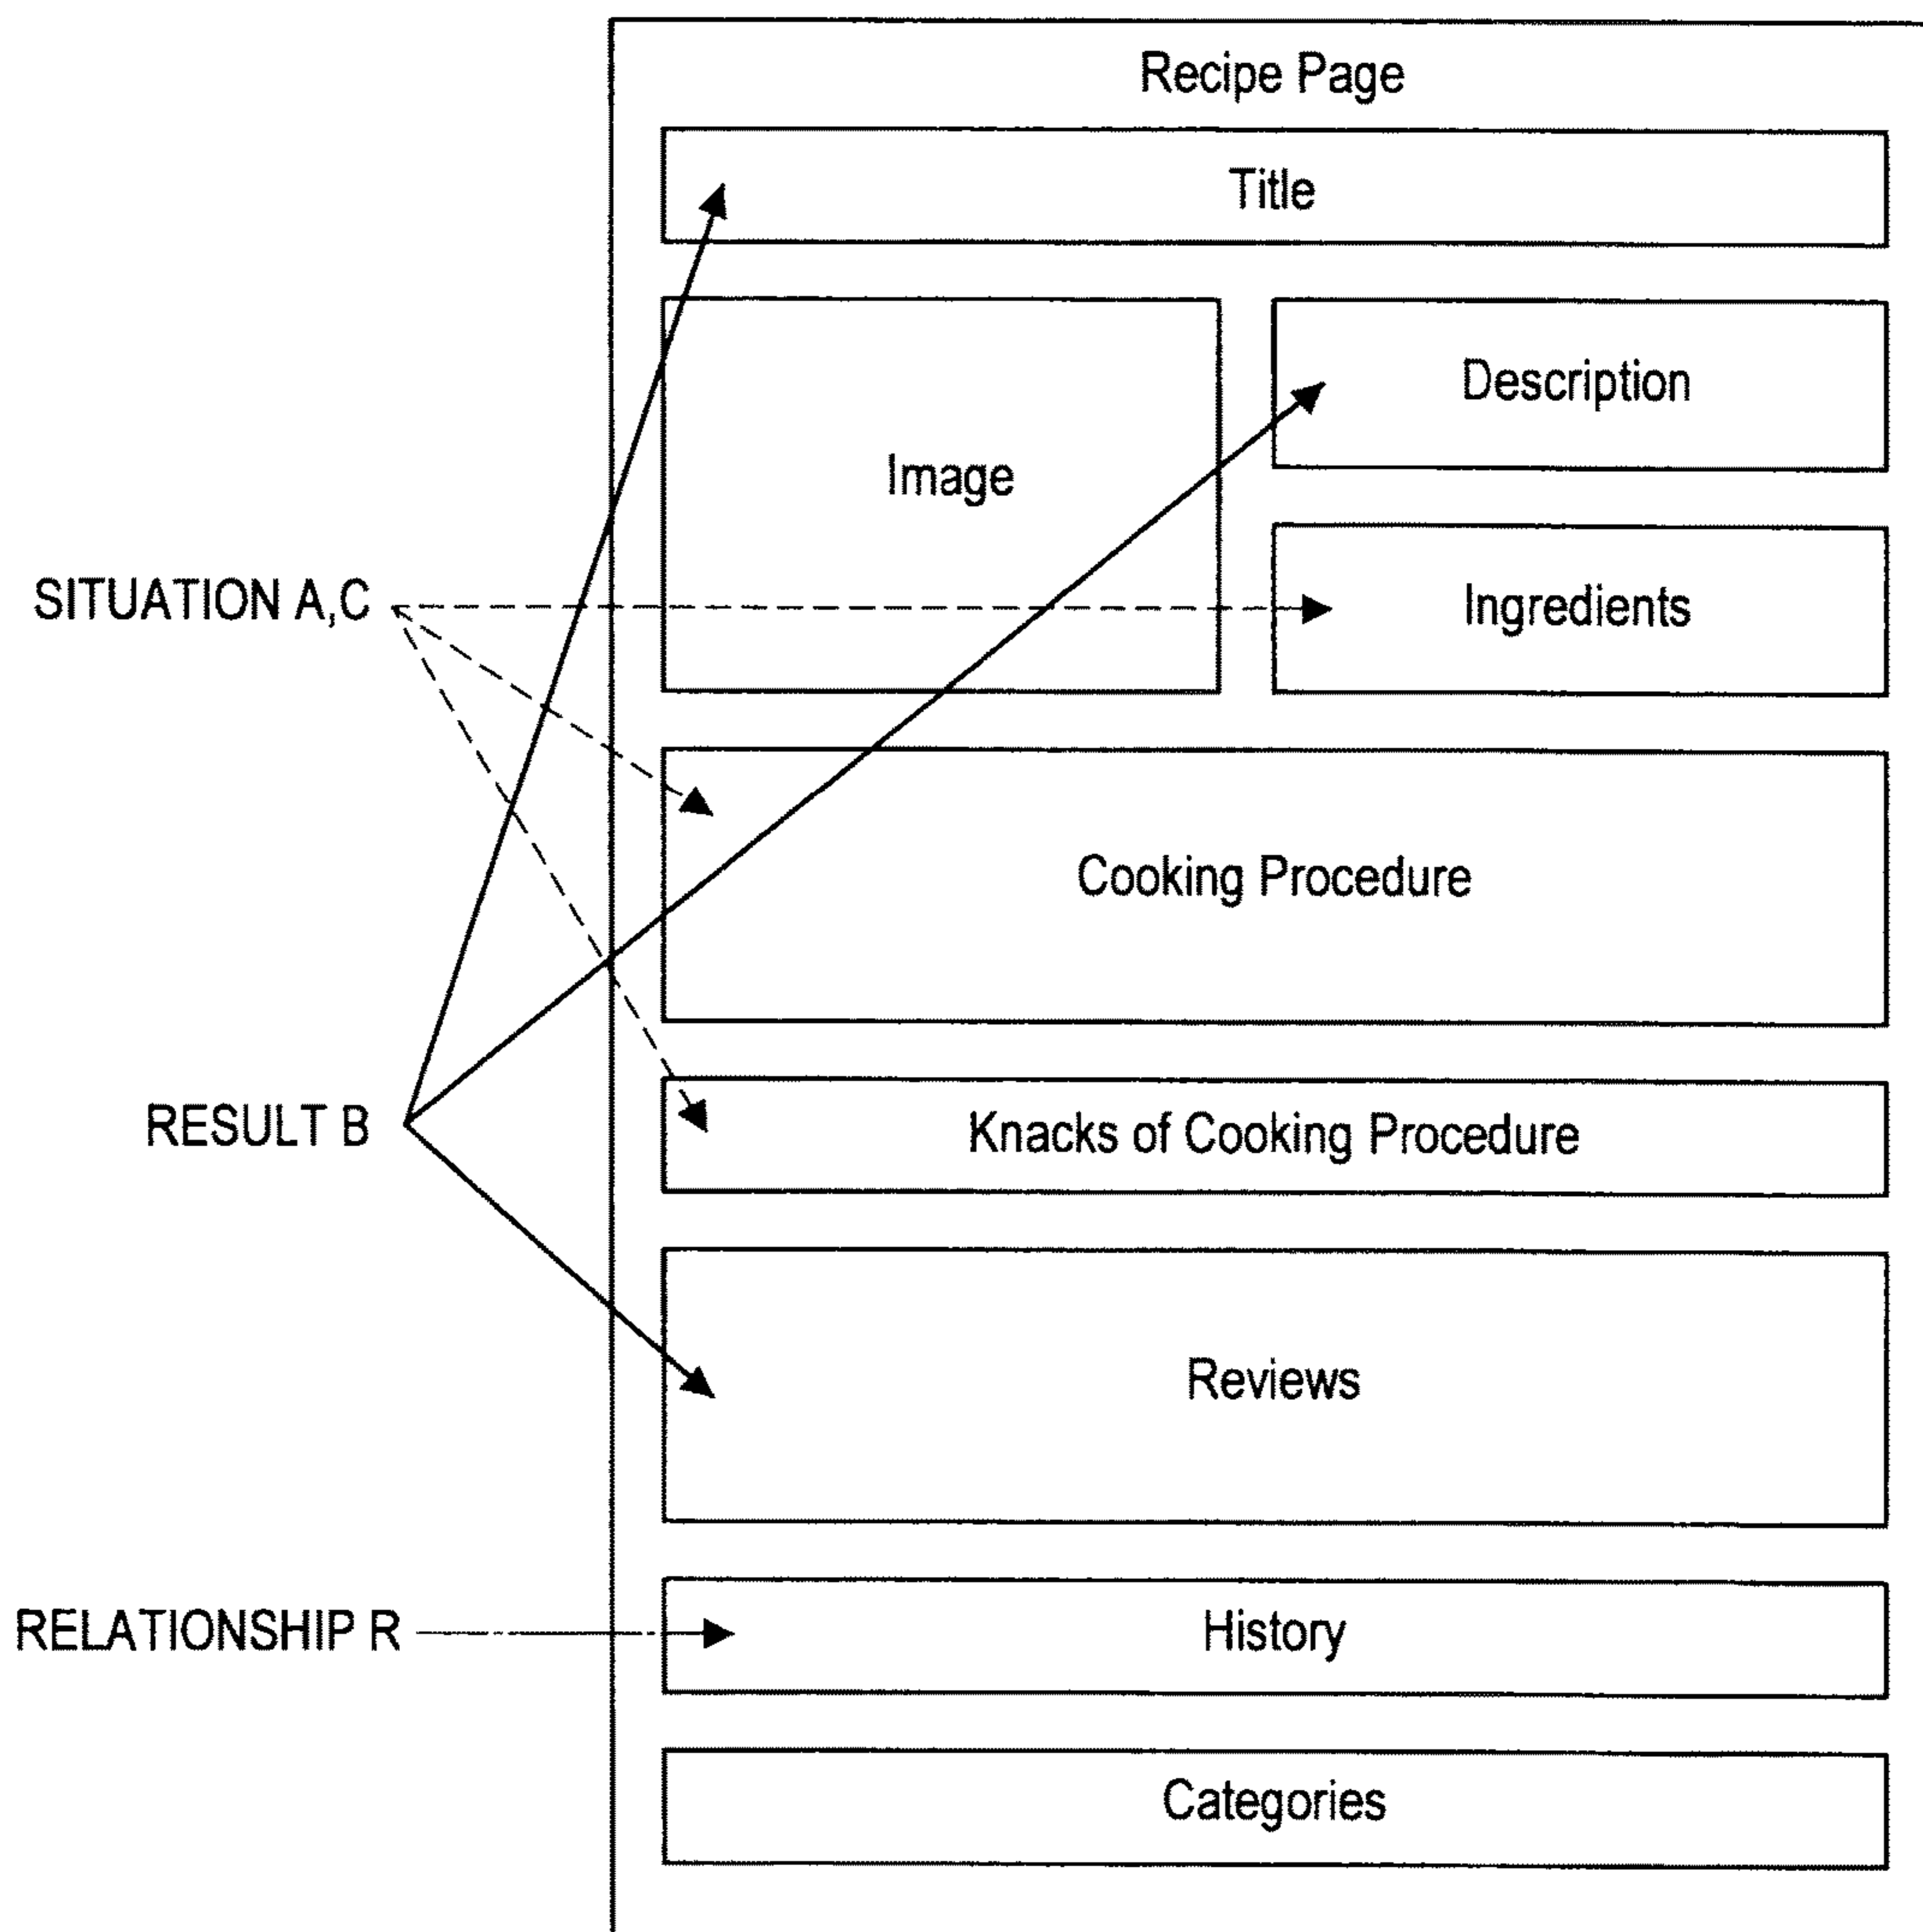 Recipe Page
Title
Image
Description
SITUATION A,C
Ingredients
Cooking Procedure
RESULT B
Knacks of Cooking Procedure
Reviews
RELATIONSHIP R
History
Categories